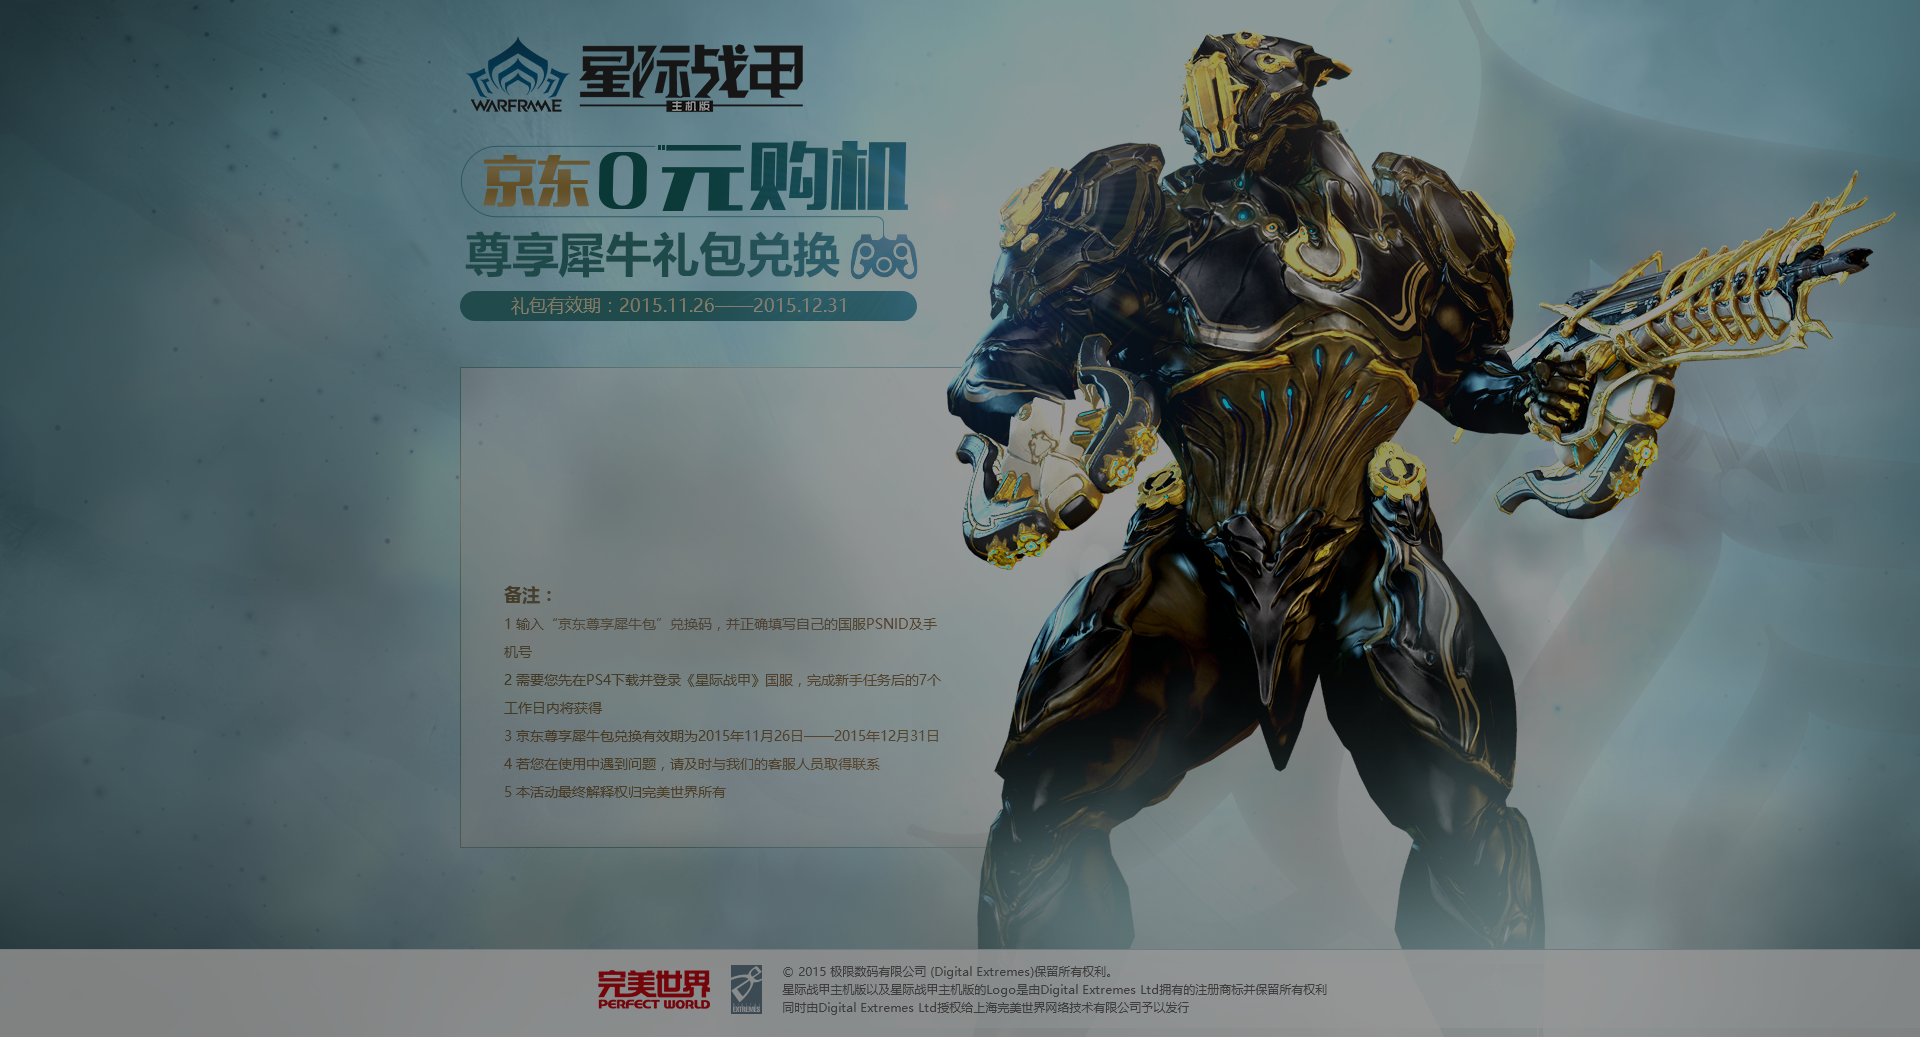 WARFRAME
星际战甲
主机版
京东0元购机
尊享犀牛礼包兑换
礼包有效期：2015.11.26——2015.12.31
备注：
1 输入“京东尊享犀牛包”兑换码，并正确填写自己的国服PSNID及手
机号
2 需要您先在PS4下载并登录《星际战甲》国服，完成新手任务后的7个
工作日内将获得
3 京东尊享犀牛包兑换有效期为2015年11月26日——2015年12月31日
4 若您在使用中遇到问题，请及时与我们的客服人员取得联系
5 本活动最终解释权归完美世界所有
完美世界
PERFECT WORLD
EXTREMES
© 2015 极限数码有限公司 (Digital Extremes)保留所有权利。
星际战甲主机版以及星际战甲主机版的Logo是由Digital Extremes Ltd拥有的注册商标并保留所有权利
同时由Digital Extremes Ltd授权给上海完美世界网络技术有限公司予以发行